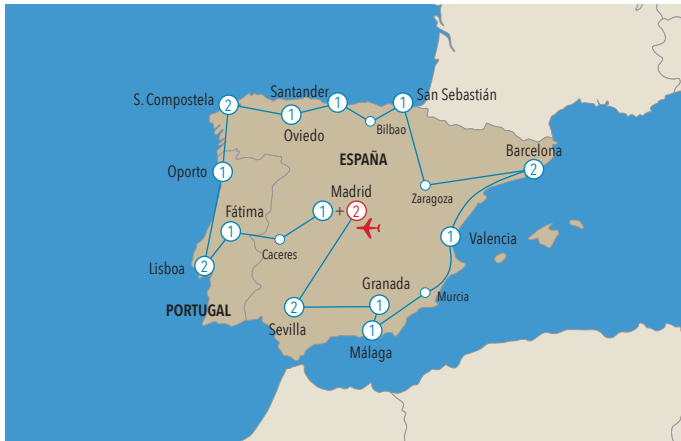 Santander
1
1
San Sebastián
S. Compostela
2
1
Oviedo
Bilbao
ESPAÑA
Barcelona
2
Oporto
1
Zaragoza
Madrid
1
+
2
Fátima
1
Caceres
Valencia
1
Lisboa
2
Granada
1
Murcia
PORTUGAL
2
Sevilla
1
Málaga